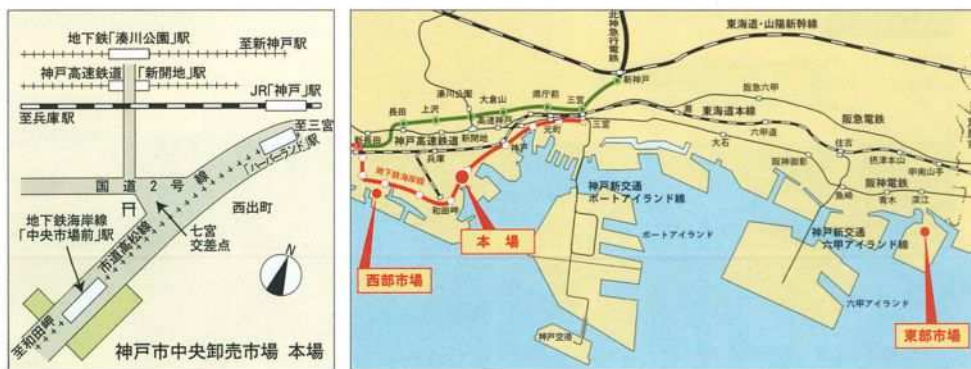 地下鉄「湊川公園」駅
至新神戸駅
神戸高速鉄道「新開地」駅
JR「神戸」駅
至兵庫駅
至三宮
「ハーバーランド」駅
国道2号線
西出町
地下鉄海岸線
「中央市場前」駅
市道高松線
七宮
交差点
N
至和田岬
神戸市中央卸売市場 本場
北神急行電鉄
東海道・山陽新幹線
新神戸
湊川公園
長田
上沢
大倉山
県庁前
三宮
阪急六甲
新長田
神戸高速鉄道
新開地
高速神戸
元町
三宮
灘
東海道本線
阪急電鉄
兵庫
神戸
大石
六甲道
住吉
摂津本山
甲南山手
阪神御影
地下鉄海岸線
和田岬
神戸新交通
ポートアイランド線
魚崎
阪神電鉄
青木
深江
本場
西部市場
ポートアイランド
神戸新交通
六甲アイランド線
六甲アイランド
東部市場
神戸空港